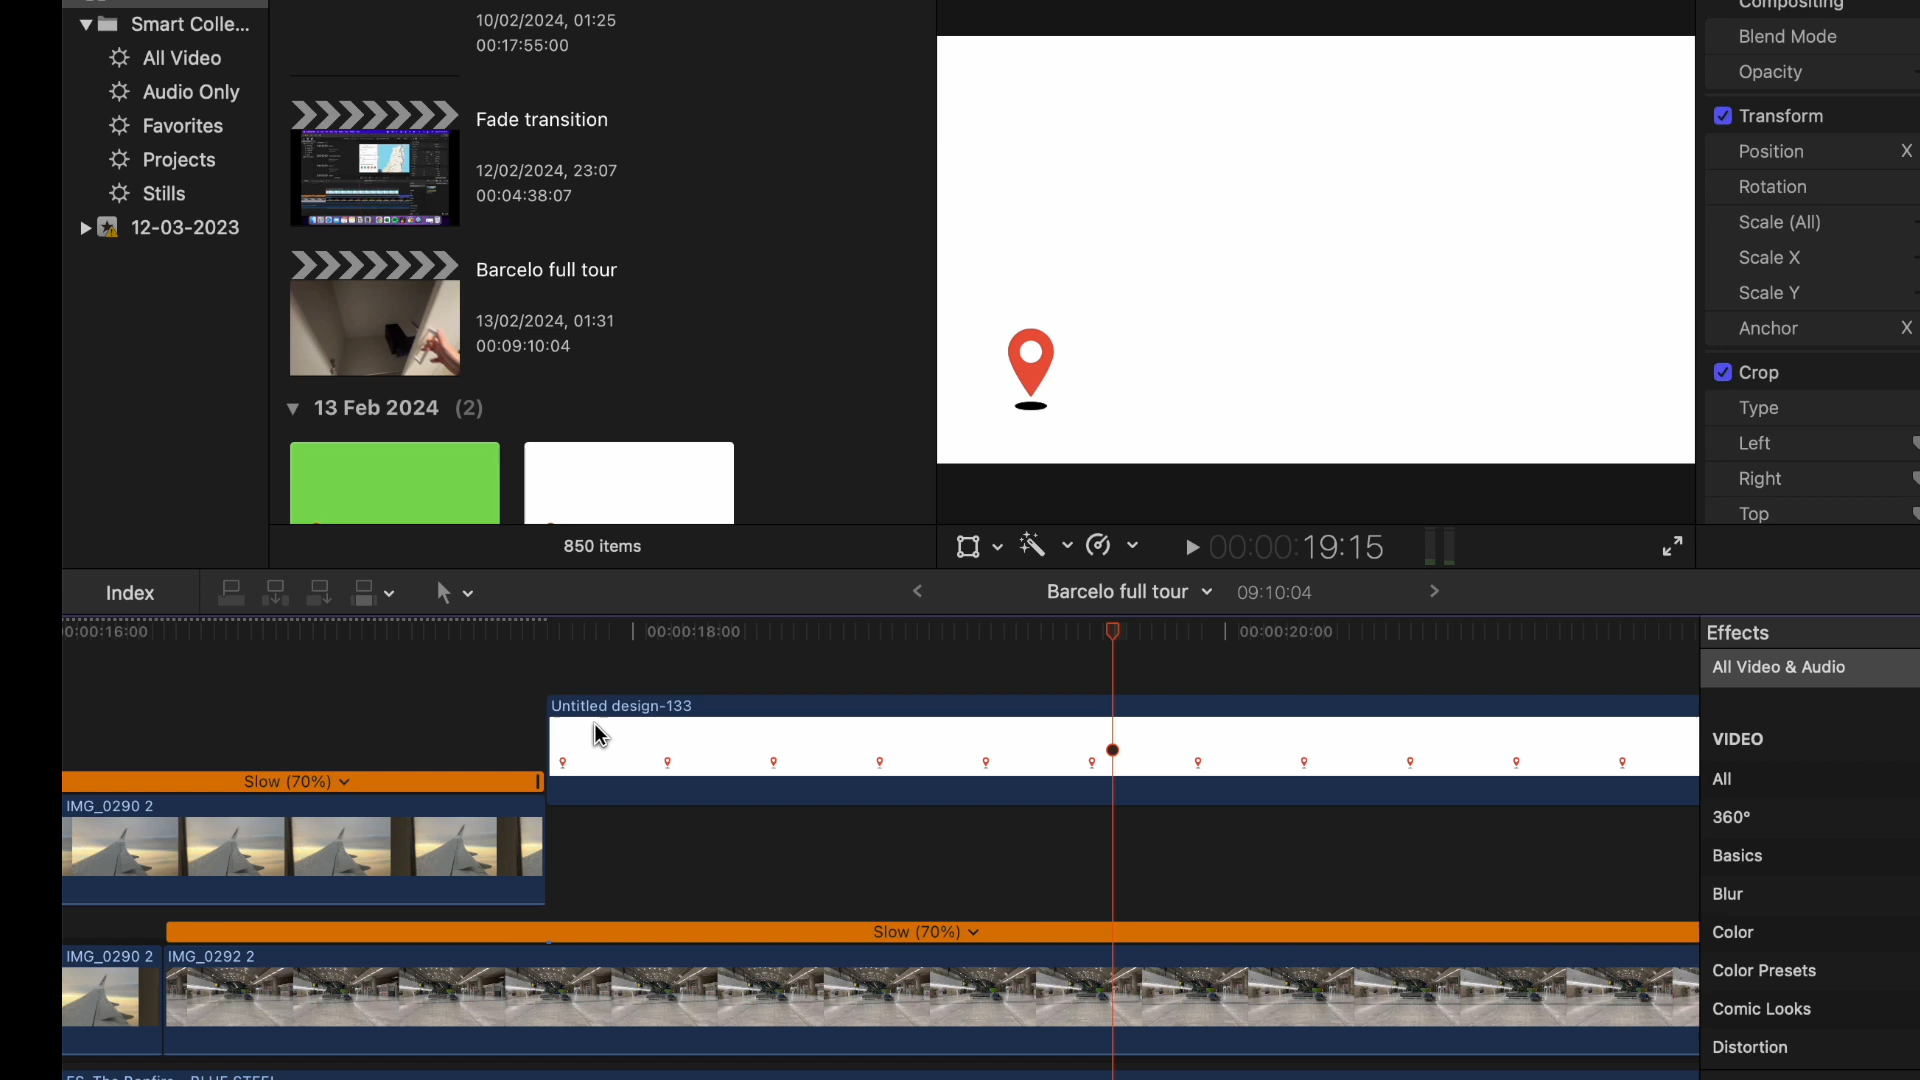 Smart Colle...
All Video
Audio Only
Favorites
Projects
Stills
12-03-2023
10/02/2024, 01:25
00:17:55:00
Fade transition
12/02/2024, 23:07
00:04:38:07
Barcelo full tour
13/02/2024, 01:31
00:09:10:04
13 Feb 2024 (2)
850 items
00:00:19:15
Compositing
Blend Mode
Opacity
Transform
Position X
Rotation
Scale (All)
Scale X
Scale Y
Anchor X
Crop
Type
Left
Right
Top
Index
Barcelo full tour 09:10:04
0:00:16:00 00:00:18:00 00:00:20:00
Untitled design-133
Slow (70%)
IMG_0290 2
Slow (70%)
IMG_0290 2 IMG_0292 2
Effects
All Video & Audio
VIDEO
All
360°
Basics
Blur
Color
Color Presets
Comic Looks
Distortion